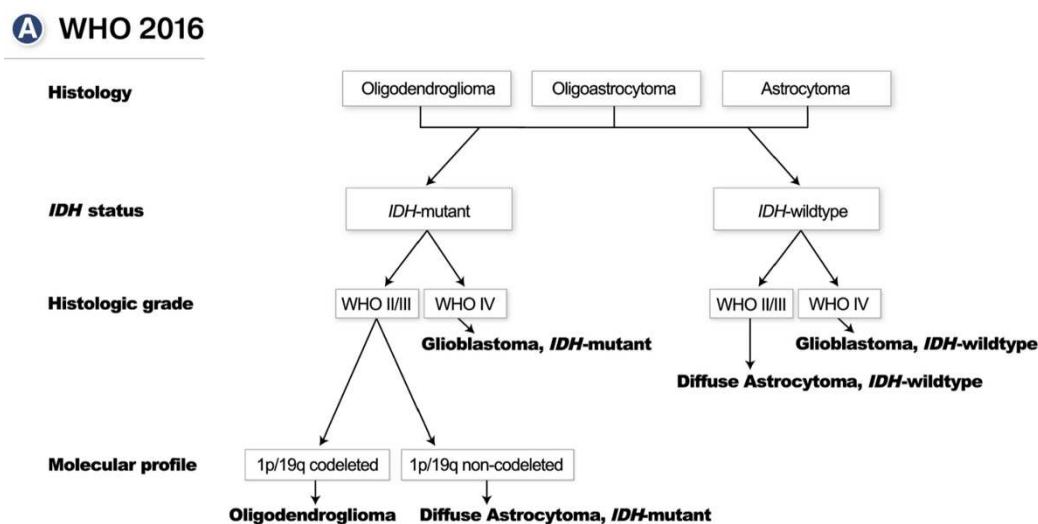 A WHO 2016
Histology
Oligodendroglioma
Oligoastrocytoma
Astrocytoma
IDH status
IDH-mutant
IDH-wildtype
Histologic grade
WHO II/III
WHO IV
WHO II/III
WHO IV
Glioblastoma, IDH-mutant
Glioblastoma, IDH-wildtype
Diffuse Astrocytoma, IDH-wildtype
Molecular profile
1p/19q codeleted
1p/19q non-codeleted
Oligodendroglioma
Diffuse Astrocytoma, IDH-mutant